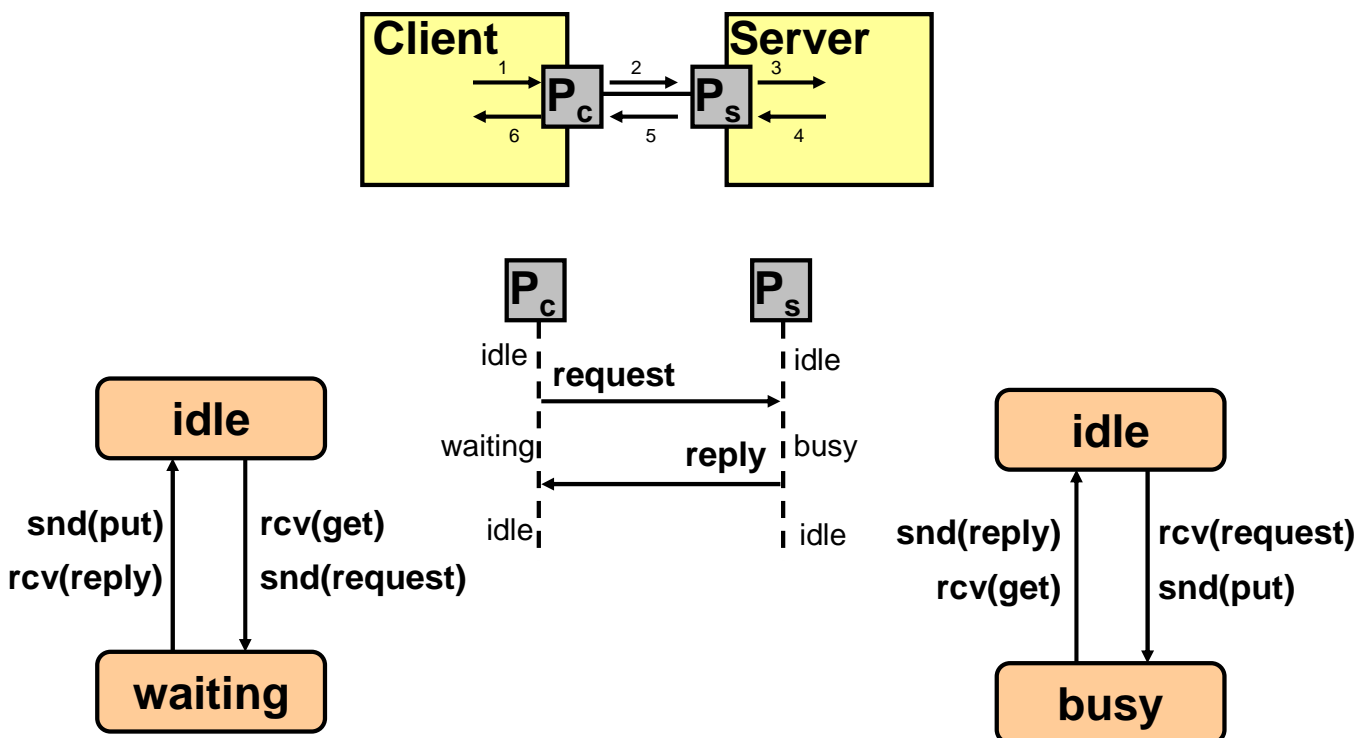 Client
Server
1
2
3
Pc
Ps
6
5
4
Pc
Ps
idle
idle
request
waiting
busy
reply
idle
idle
idle
snd(put)
rcv(get)
rcv(reply)
snd(request)
waiting
idle
snd(reply)
rcv(request)
rcv(get)
snd(put)
busy